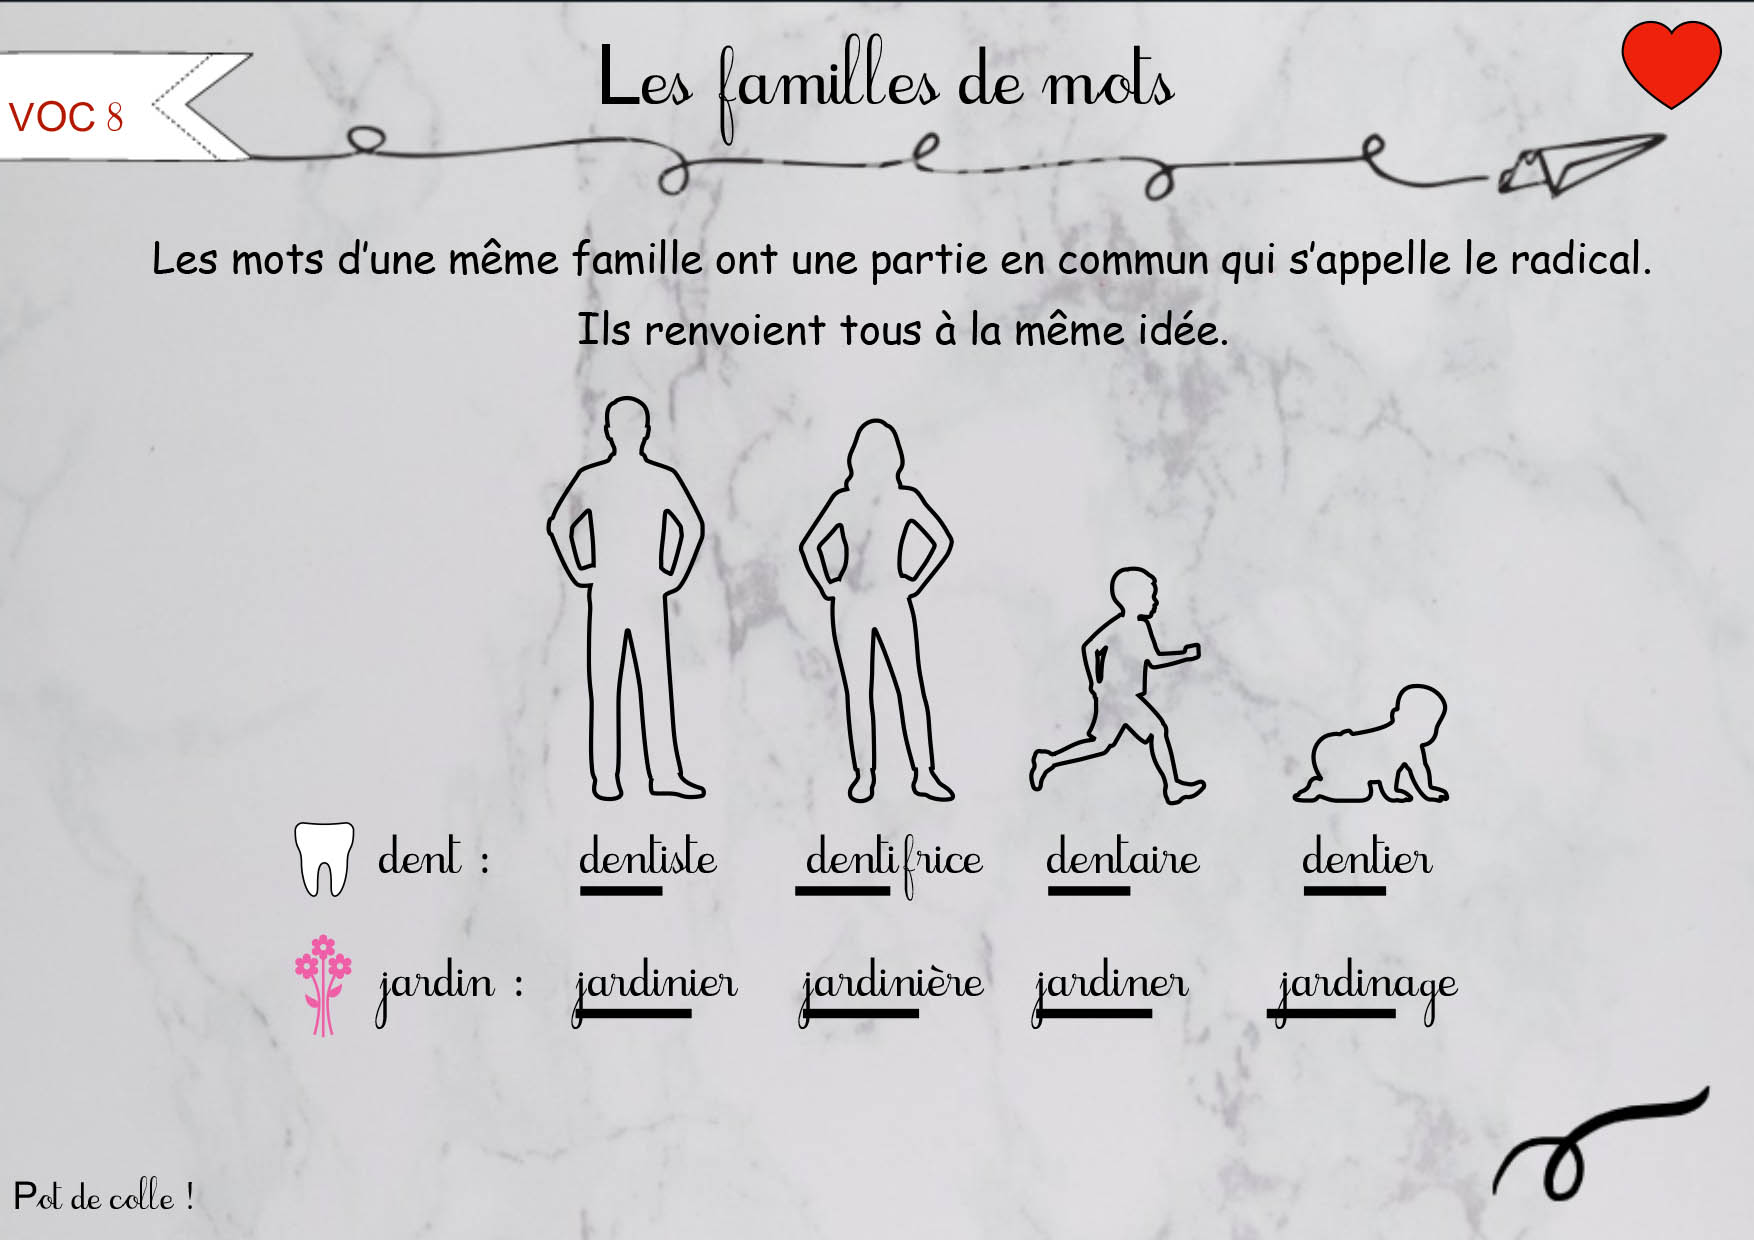 Les familles de mots
VOC 8
Les mots d’une même famille ont une partie en commun qui s’appelle le radical.
Ils renvoient tous à la même idée.
dent : dentiste dentifrice dentaire dentier
jardin : jardinier jardinière jardiner jardinage
Pot de colle !